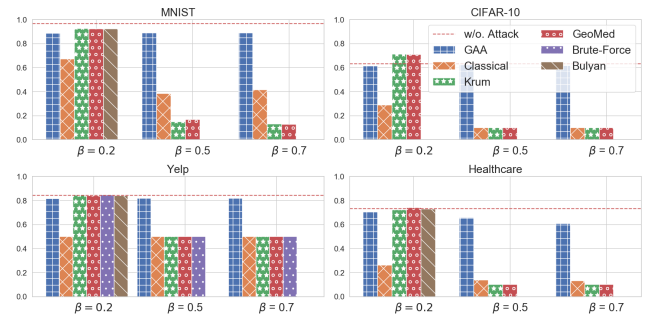 MNIST
1.0
0.8
0.6
0.4
0.2
0.0
β = 0.2
β = 0.5
β = 0.7
CIFAR-10
1.0
0.8
0.6
0.4
0.2
0.0
w/o. Attack
GAA
Classical
Krum
GeoMed
Brute-Force
Bulyan
β = 0.2
β = 0.5
β = 0.7
Yelp
1.0
0.8
0.6
0.4
0.2
0.0
β = 0.2
β = 0.5
β = 0.7
Healthcare
1.0
0.8
0.6
0.4
0.2
0.0
β = 0.2
β = 0.5
β = 0.7